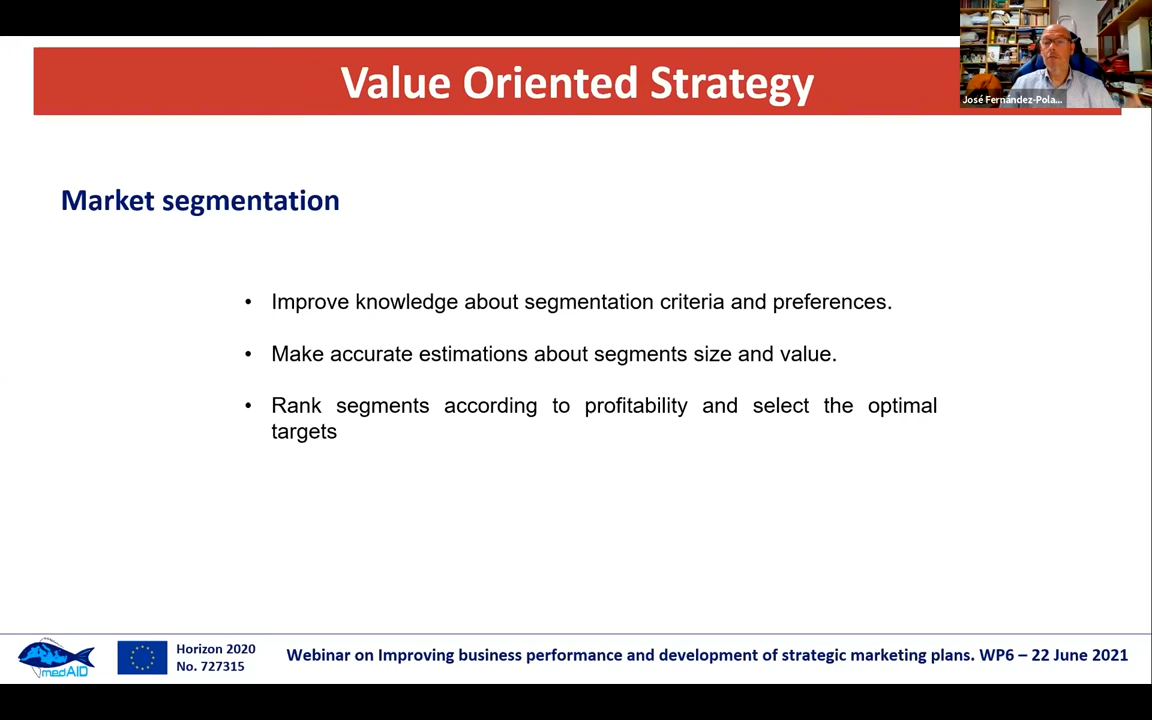 Value Oriented Strategy
José Fernández-Pola...
Market segmentation
• Improve knowledge about segmentation criteria and preferences.
• Make accurate estimations about segments size and value.
• Rank segments according to profitability and select the optimal
targets
medAID
Horizon 2020
No. 727315
Webinar on Improving business performance and development of strategic marketing plans. WP6 – 22 June 2021